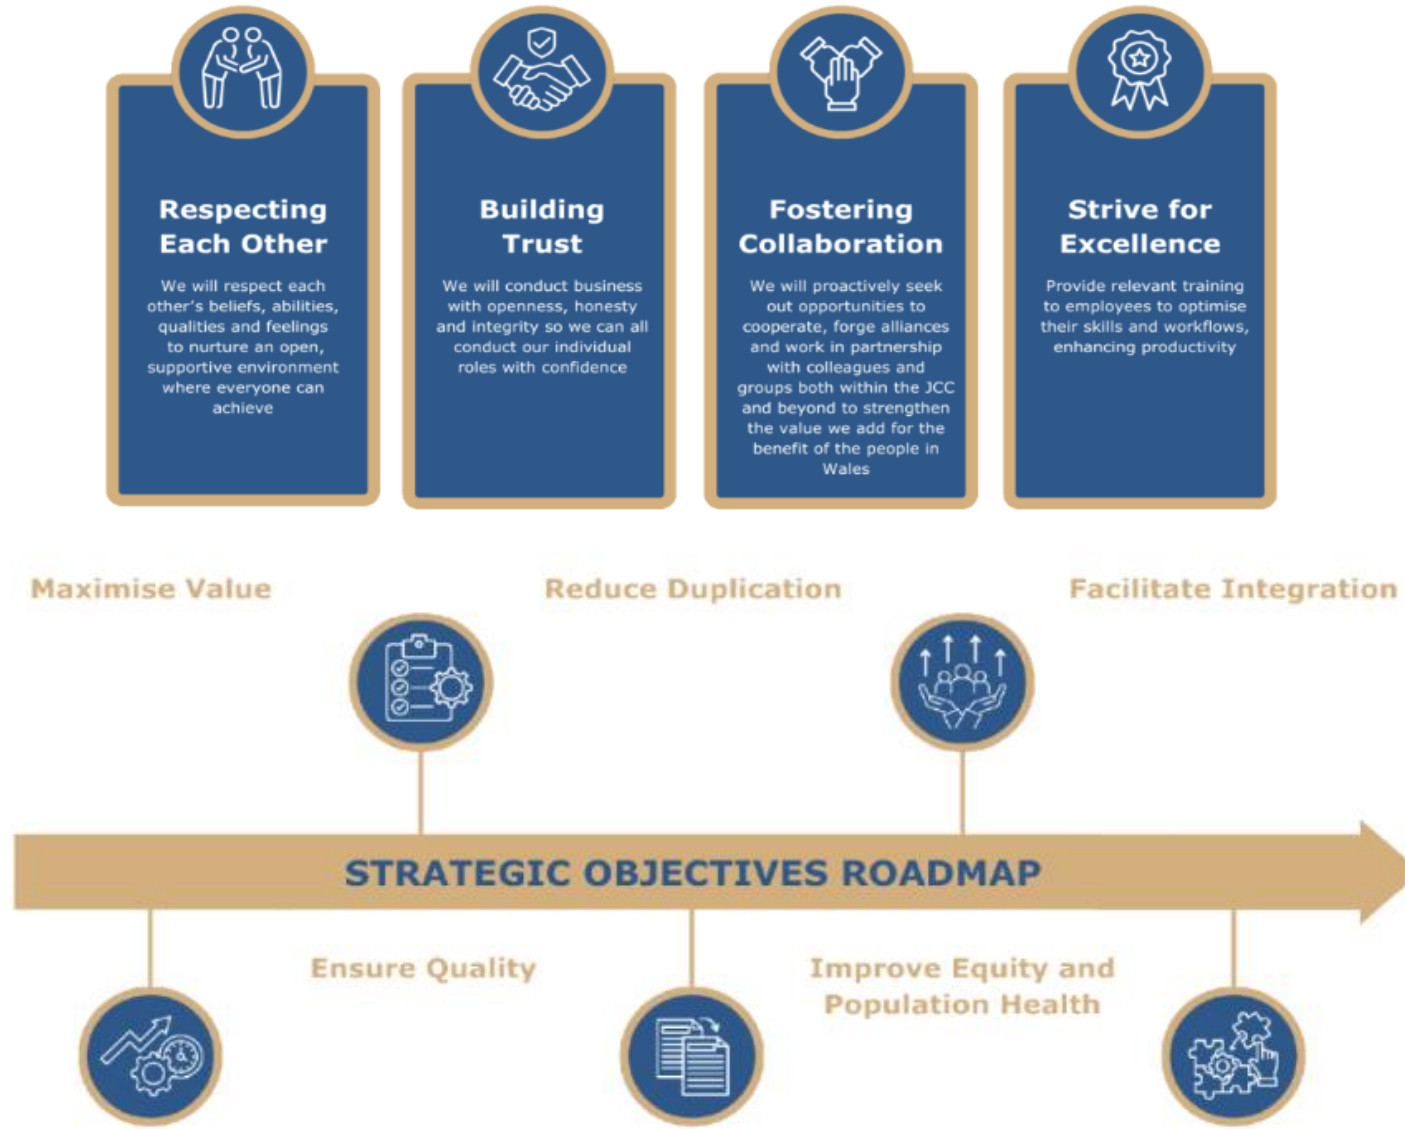 Respecting
Each Other
We will respect each
other's beliefs, abilities,
qualities and feelings
to nurture an open,
supportive environment
where everyone can
achieve
Building
Trust
We will conduct business
with openness, honesty
and integrity so we can all
conduct our individual
roles with confidence
Fostering
Collaboration
We will proactively seek
out opportunities to
cooperate, forge alliances
and work in partnership
with colleagues and
groups both within the JCC
and beyond to strengthen
the value we add for the
benefit of the people in
Wales
Strive for
Excellence
Provide relevant training
to employees to optimise
their skills and workflows,
enhancing productivity
Maximise Value
Reduce Duplication
Facilitate Integration
STRATEGIC OBJECTIVES ROADMAP
Ensure Quality
Improve Equity and
Population Health